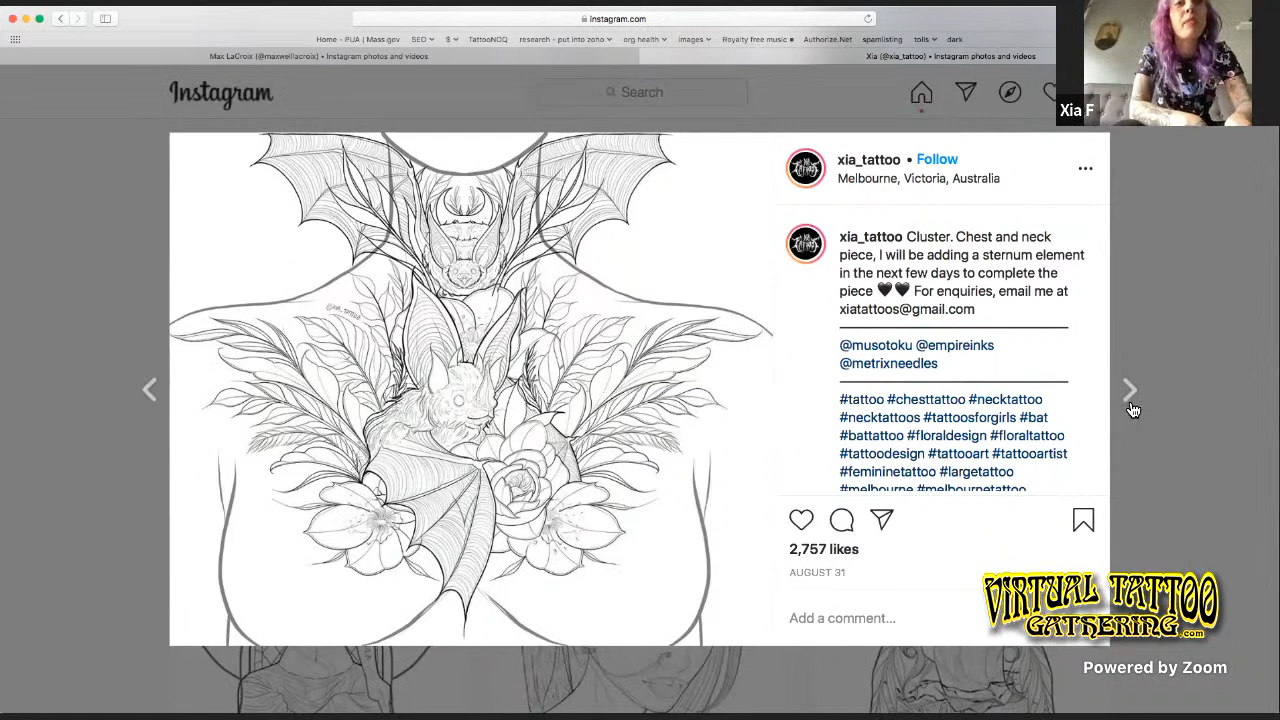 instagram.com
Home - PUA | Mass.gov SEO $ TattooNOQ research - put into zoho org health images Royalty free music Authorize.Net spamlisting tolls dark
Max LaCroix (@maxwelllacroix) • Instagram photos and videos
Xia (@xia_tattoo) • Instagram photos and videos
Xia F
Instagram
Search
xia_tattoo • Follow
Melbourne, Victoria, Australia
xia_tattoo Cluster. Chest and neck
piece, I will be adding a sternum element
in the next few days to complete the
piece 🖤🖤 For enquiries, email me at
xiatattoos@gmail.com
@musotoku @empireinks
@metrixneedles
#tattoo #chesttattoo #necktattoo
#necktattoos #tattoosforgirls #bat
#battattoo #floraldesign #floraltattoo
#tattoodesign #tattooart #tattooartist
#femininetattoo #largetattoo
#melbourne #melbournetattoo
@XIA_TATTOO
2,757 likes
AUGUST 31
Add a comment...
VIRTUAL TATTOO
GATHERING.com
Powered by Zoom